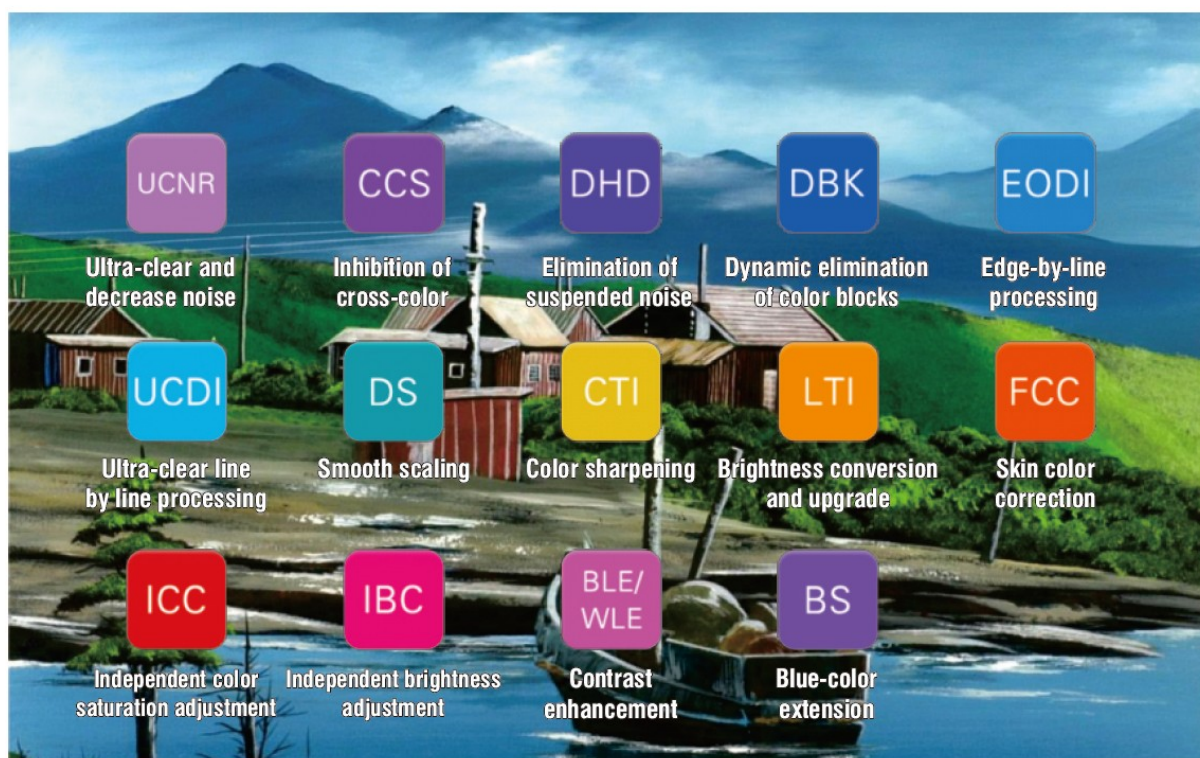 UCNR
CCS
DHD
DBK
EODI
Ultra-clear and
decrease noise
Inhibition of
cross-color
Elimination of
suspended noise
Dynamic elimination
of color blocks
Edge-by-line
processing
UCDI
DS
CTI
LTI
FCC
Ultra-clear line
by line processing
Smooth scaling
Color sharpening
Brightness conversion
and upgrade
Skin color
correction
ICC
IBC
BLE/
WLE
BS
Independent color
saturation adjustment
Independent brightness
adjustment
Contrast
enhancement
Blue-color
extension